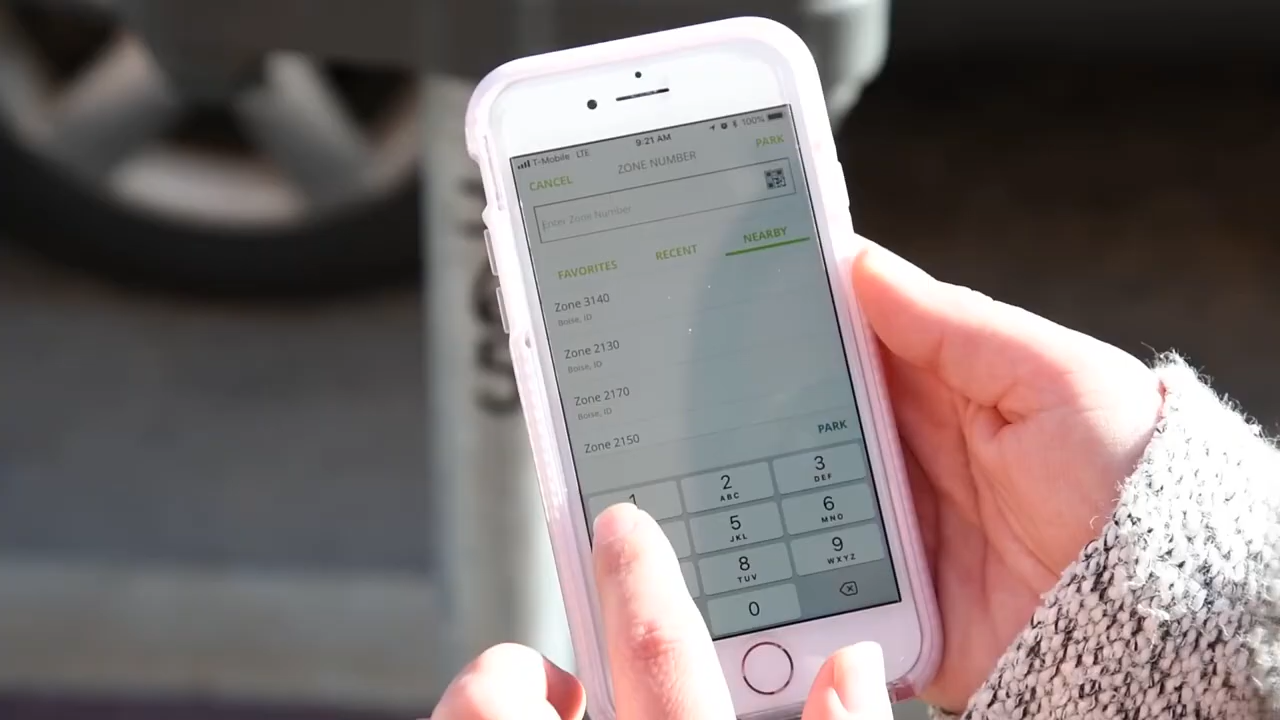 T-Mobile LTE 9:21 AM 100%
CANCEL ZONE NUMBER PARK
Enter Zone Number
FAVORITES RECENT NEARBY
Zone 3140
Boise, ID
Zone 2130
Boise, ID
Zone 2170
Boise, ID
Zone 2150
PARK
1 2 3
ABC DEF
5 6
JKL MNO
8 9
TUV WXYZ
0